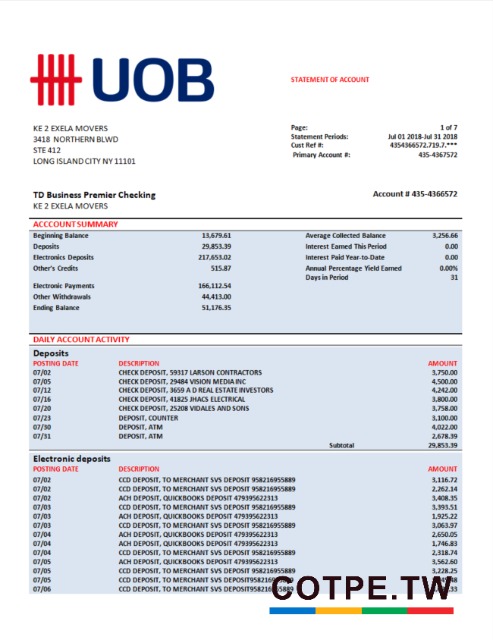 UOB
STATEMENT OF ACCOUNT
KE 2 EXELA MOVERS
3418 NORTHERN BLWD
STE 412
LONG ISLAND CITY NY 11101
Page: 1 of 7
Statement Periods: Jul 01 2018-Jul 31 2018
Cust Ref #: 4354366572.719.7.***
Primary Account #: 435-4367572
TD Business Premier Checking Account # 435-4366572
KE 2 EXELA MOVERS
ACCCOUNT SUMMARY
Beginning Balance 13,679.61 Average Collected Balance 3,256.66
Deposits 29,853.39 Interest Earned This Period 0.00
Electronics Deposits 217,653.02 Interest Paid Year-to-Date 0.00
Other's Credits 515.87 Annual Percentage Yield Earned 0.00%
Days in Period 31
Electronic Payments 166,112.54
Other Withdrawals 44,413.00
Ending Balance 51,176.35
DAILY ACCOUNT ACTIVITY
Deposits
POSTING DATE DESCRIPTION AMOUNT
07/02 CHECK DEPOSIT, 59317 LARSON CONTRACTORS 3,750.00
07/05 CHECK DEPOSIT, 29484 VISION MEDIA INC 4,500.00
07/12 CHECK DEPOSIT, 3659 A D REAL ESTATE INVESTORS 4,242.00
07/16 CHECK DEPOSIT, 41825 JHACS ELECTRICAL 3,800.00
07/20 CHECK DEPOSIT, 25208 VIDALES AND SONS 3,758.00
07/23 DEPOSIT, COUNTER 3,100.00
07/30 DEPOSIT, ATM 4,022.00
07/31 DEPOSIT, ATM 2,678.39
Subtotal 29,853.39
Electronic deposits
POSTING DATE DESCRIPTION AMOUNT
07/02 CCD DEPOSIT, TO MERCHANT SVS DEPOSIT 958216955889 3,116.72
07/02 CCD DEPOSIT, TO MERCHANT SVS DEPOSIT 958216955889 2,262.14
07/02 ACH DEPOSIT, QUICKBOOKS DEPOSIT 479395622313 3,408.35
07/03 CCD DEPOSIT, TO MERCHANT SVS DEPOSIT 958216955889 3,393.51
07/03 ACH DEPOSIT, QUICKBOOKS DEPOSIT 479395622313 1,925.22
07/03 CCD DEPOSIT, TO MERCHANT SVS DEPOSIT 958216955889 3,063.97
07/04 ACH DEPOSIT, QUICKBOOKS DEPOSIT 479395622313 2,650.05
07/04 ACH DEPOSIT, QUICKBOOKS DEPOSIT 479395622313 1,746.83
07/04 CCD DEPOSIT, TO MERCHANT SVS DEPOSIT 958216955889 2,318.74
07/05 ACH DEPOSIT, QUICKBOOKS DEPOSIT 479395622313 3,562.60
07/05 CCD DEPOSIT, TO MERCHANT SVS DEPOSIT 958216955889 3,228.25
07/05 CCD DEPOSIT, TO MERCHANT SVS
07/06 CCD DEPOSIT, TO MERCHANT SVS DEPOSIT
COTPE.TW